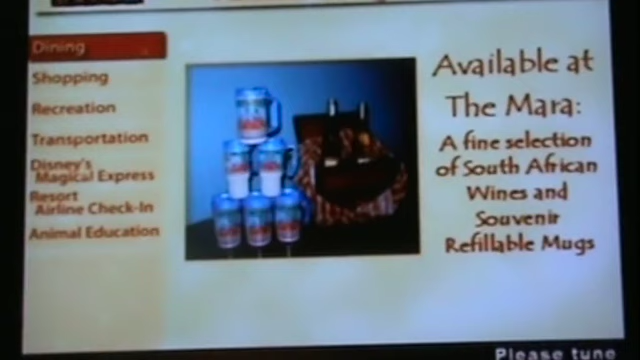 Dining
Shopping
Recreation
Transportation
Disney's
Magical Express
Resort
Airline Check-In
Animal Education
Available at
The Mara:
A fine selection
of South African
Wines and
Souvenir
Refillable Mugs
Please tune